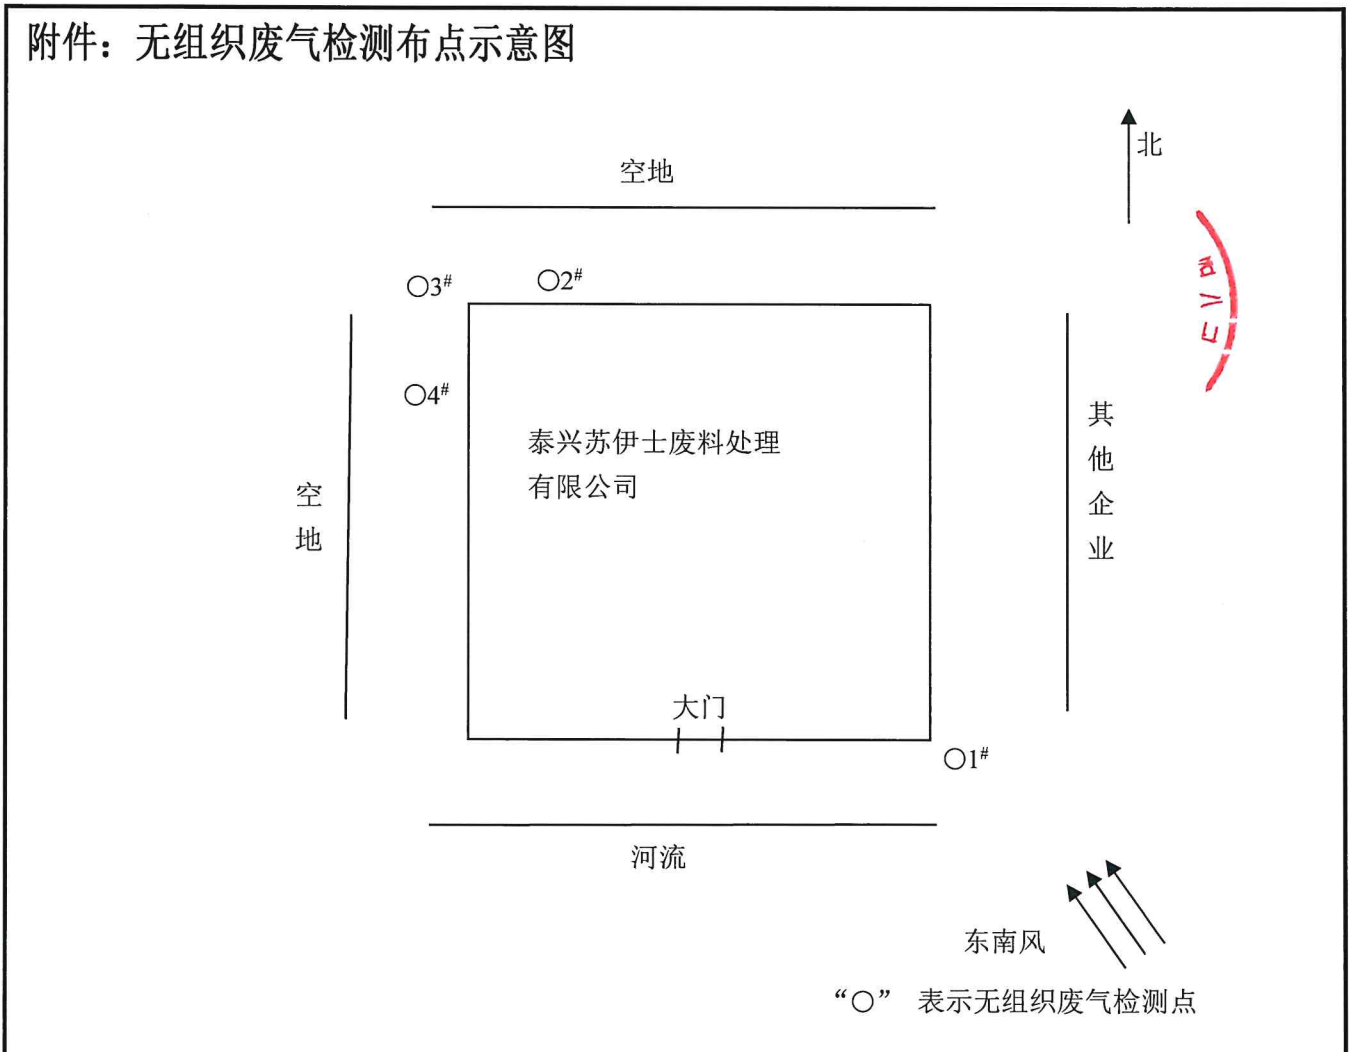 附件：无组织废气检测布点示意图
北
空地
○3#
○2#
○4#
其他企业
泰兴苏伊士废料处理
有限公司
空地
大门
○1#
河流
东南风
“○” 表示无组织废气检测点